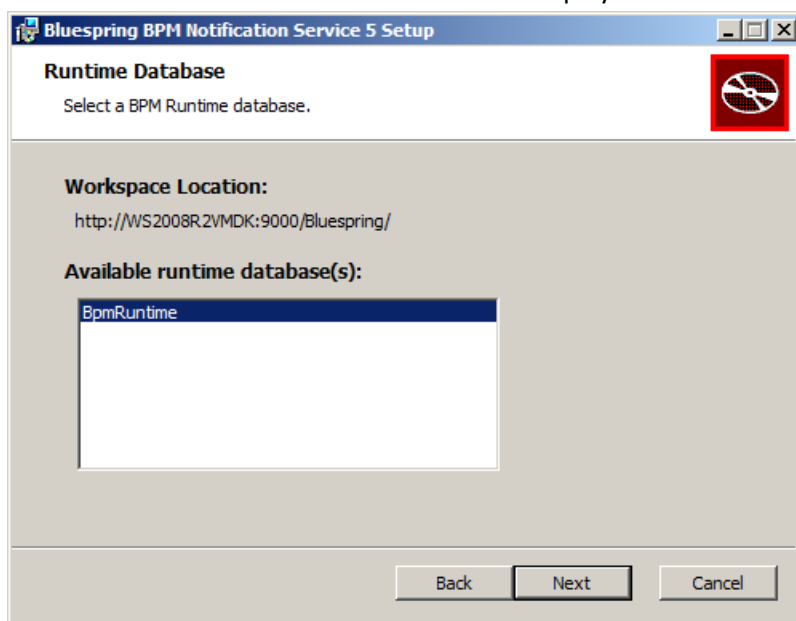 Bluespring BPM Notification Service 5 Setup
Runtime Database
Select a BPM Runtime database.
Workspace Location:
http://WS2008R2VMDK:9000/Bluespring/
Available runtime database(s):
BpmRuntime
Back Next Cancel